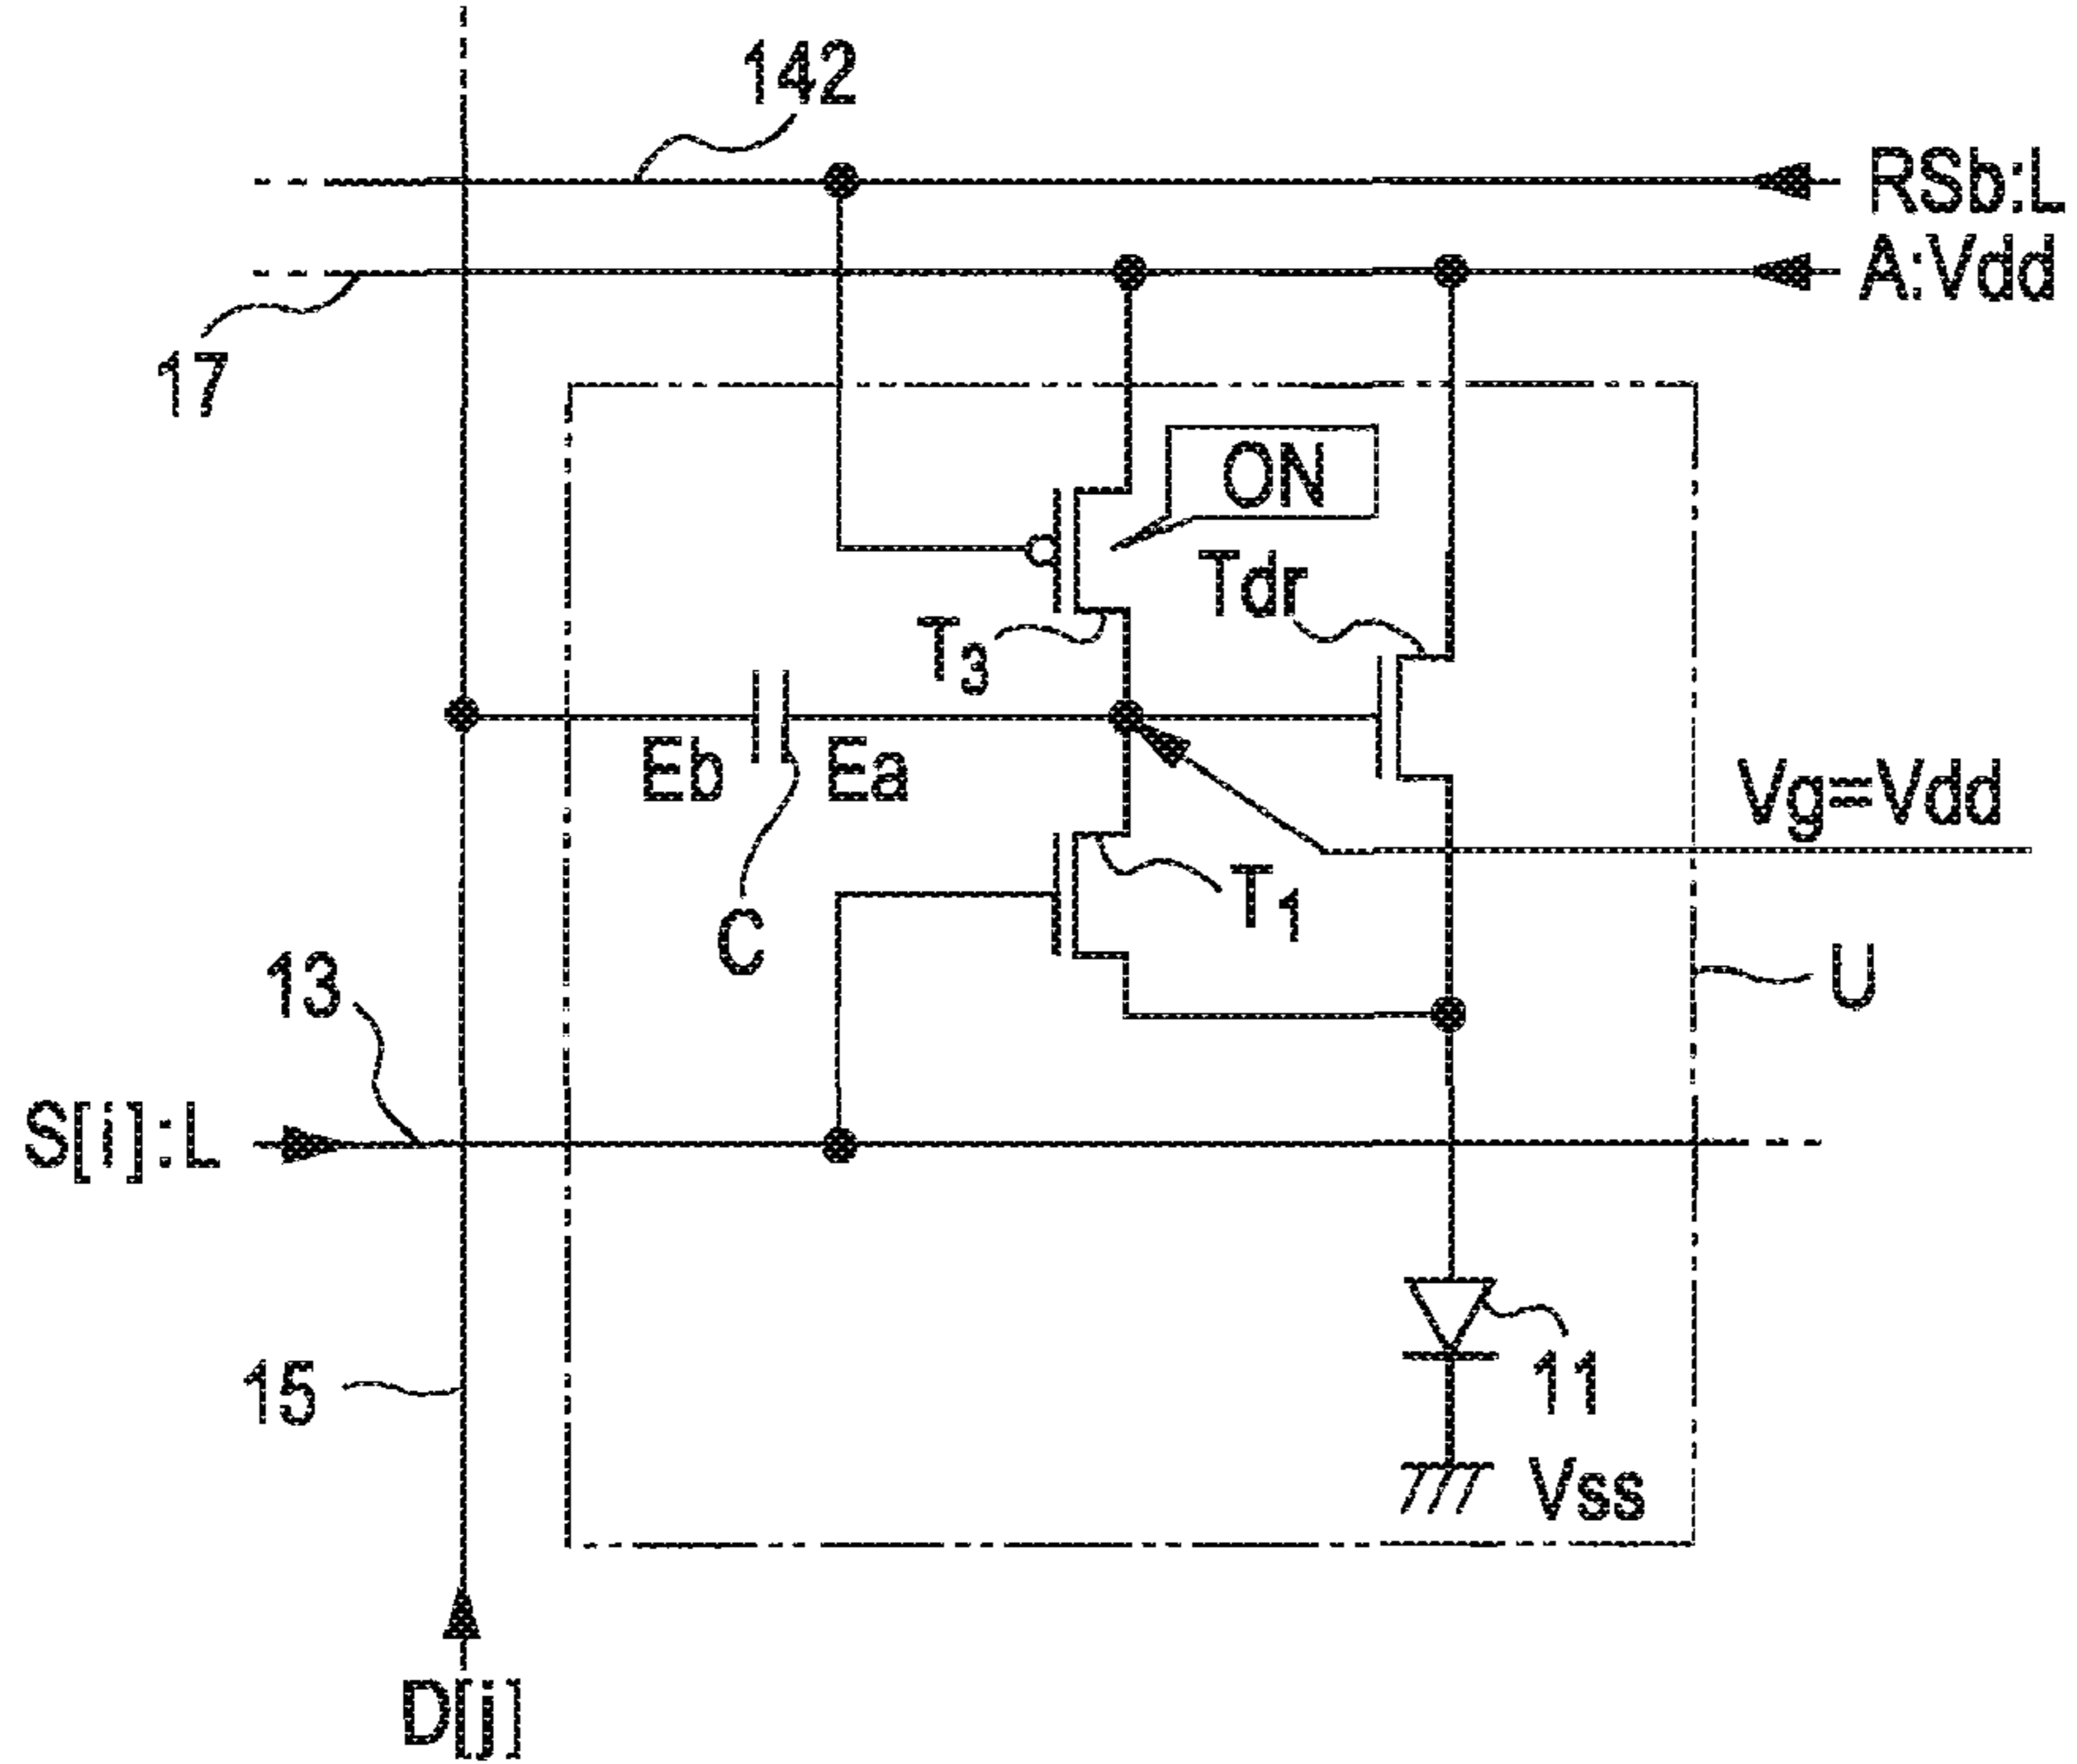 142
RSb:L
A:Vdd
17
ON
Tdr
T3
Eb
Ea
Vg=Vdd
T1
C
13
U
S[i]:L
15
11
Vss
D[j]